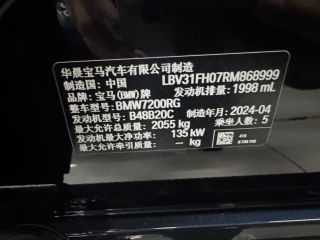 华晨宝马汽车有限公司制造
制造国：中国 LBV31FH07RM868999
品牌：宝马(BMW)牌 发动机排量：1998 mL
整车型号：BMW7200RG
发动机型号：B48B20C 制造年月：2024-04
最大允许总质量：2055 kg 乘坐人数：5
发动机最大净功率：135 kW
最大允许牵引质量：— kg